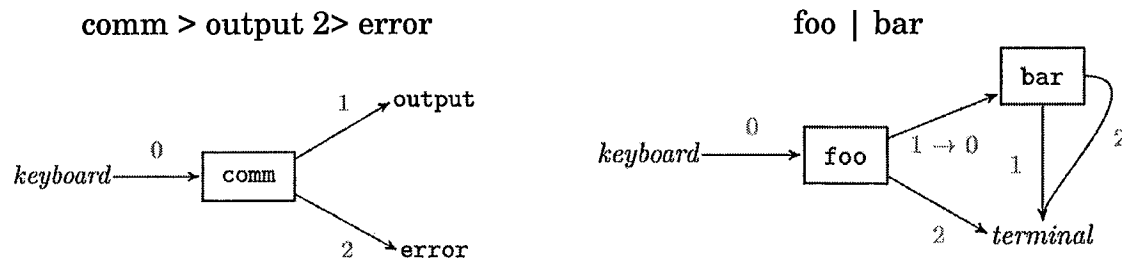 comm > output 2> error
1
output
0
keyboard
comm
2
error
foo | bar
bar
0
keyboard
foo
1 → 0
1
2
2
terminal